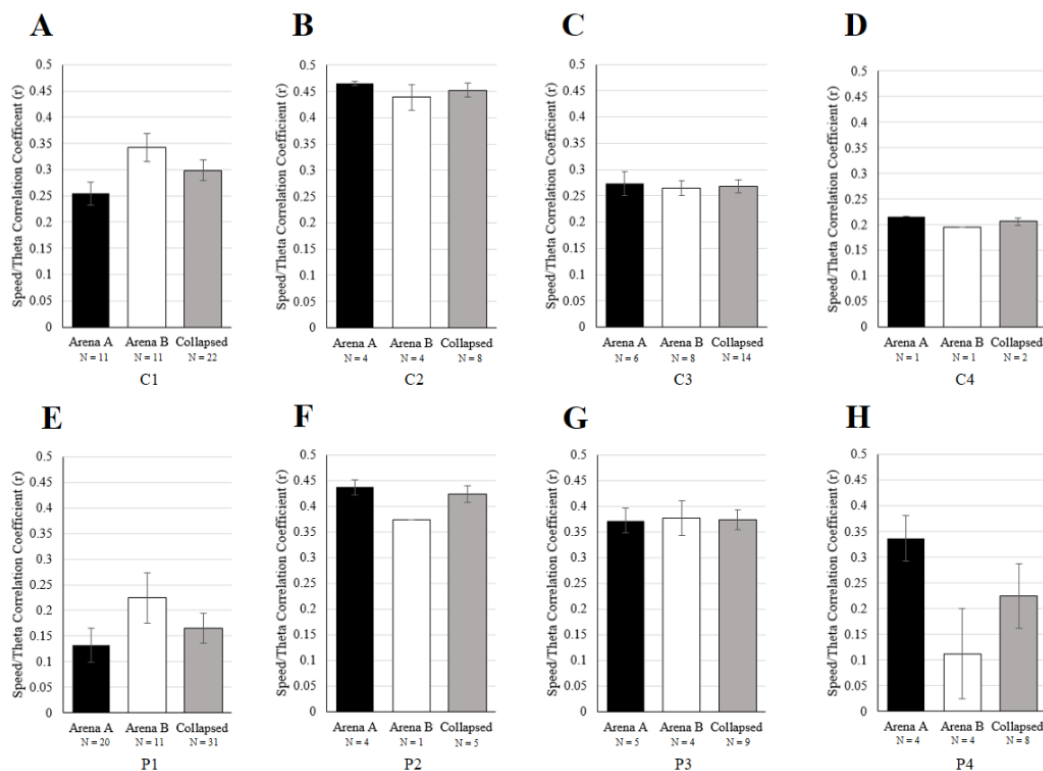 A
B
C
D
Speed/Theta Correlation Coefficient (r)
0.5
0.45
0.4
0.35
0.3
0.25
0.2
0.15
0.1
0.05
0
Arena A Arena B Collapsed
N = 11 N = 11 N = 22
C1
Speed/Theta Correlation Coefficient (r)
0.5
0.45
0.4
0.35
0.3
0.25
0.2
0.15
0.1
0.05
0
Arena A Arena B Collapsed
N = 4 N = 4 N = 8
C2
Speed/Theta Correlation Coefficient (r)
0.5
0.45
0.4
0.35
0.3
0.25
0.2
0.15
0.1
0.05
0
Arena A Arena B Collapsed
N = 6 N = 8 N = 14
C3
Speed/Theta Correlation Coefficient (r)
0.5
0.45
0.4
0.35
0.3
0.25
0.2
0.15
0.1
0.05
0
Arena A Arena B Collapsed
N = 1 N = 1 N = 2
C4
E
F
G
H
Speed/Theta Correlation Coefficient (r)
0.5
0.45
0.4
0.35
0.3
0.25
0.2
0.15
0.1
0.05
0
Arena A Arena B Collapsed
N = 20 N = 11 N = 31
P1
Speed/Theta Correlation Coefficient (r)
0.5
0.45
0.4
0.35
0.3
0.25
0.2
0.15
0.1
0.05
0
Arena A Arena B Collapsed
N = 4 N = 1 N = 5
P2
Speed/Theta Correlation Coefficient (r)
0.5
0.45
0.4
0.35
0.3
0.25
0.2
0.15
0.1
0.05
0
Arena A Arena B Collapsed
N = 5 N = 4 N = 9
P3
Speed/Theta Correlation Coefficient (r)
0.5
0.45
0.4
0.35
0.3
0.25
0.2
0.15
0.1
0.05
0
Arena A Arena B Collapsed
N = 4 N = 4 N = 8
P4